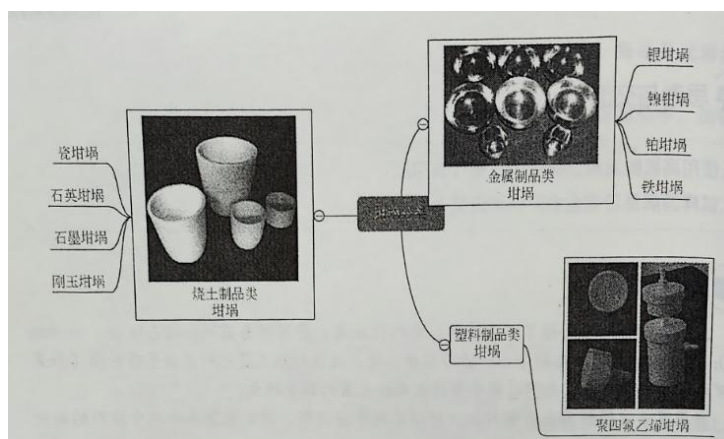 瓷坩埚
石英坩埚
石墨坩埚
刚玉坩埚
烧土制品类
坩埚
金属制品类
坩埚
银坩埚
镍钳埚
铂坩埚
铁坩埚
塑料制品类
坩埚
聚四氟乙烯坩埚